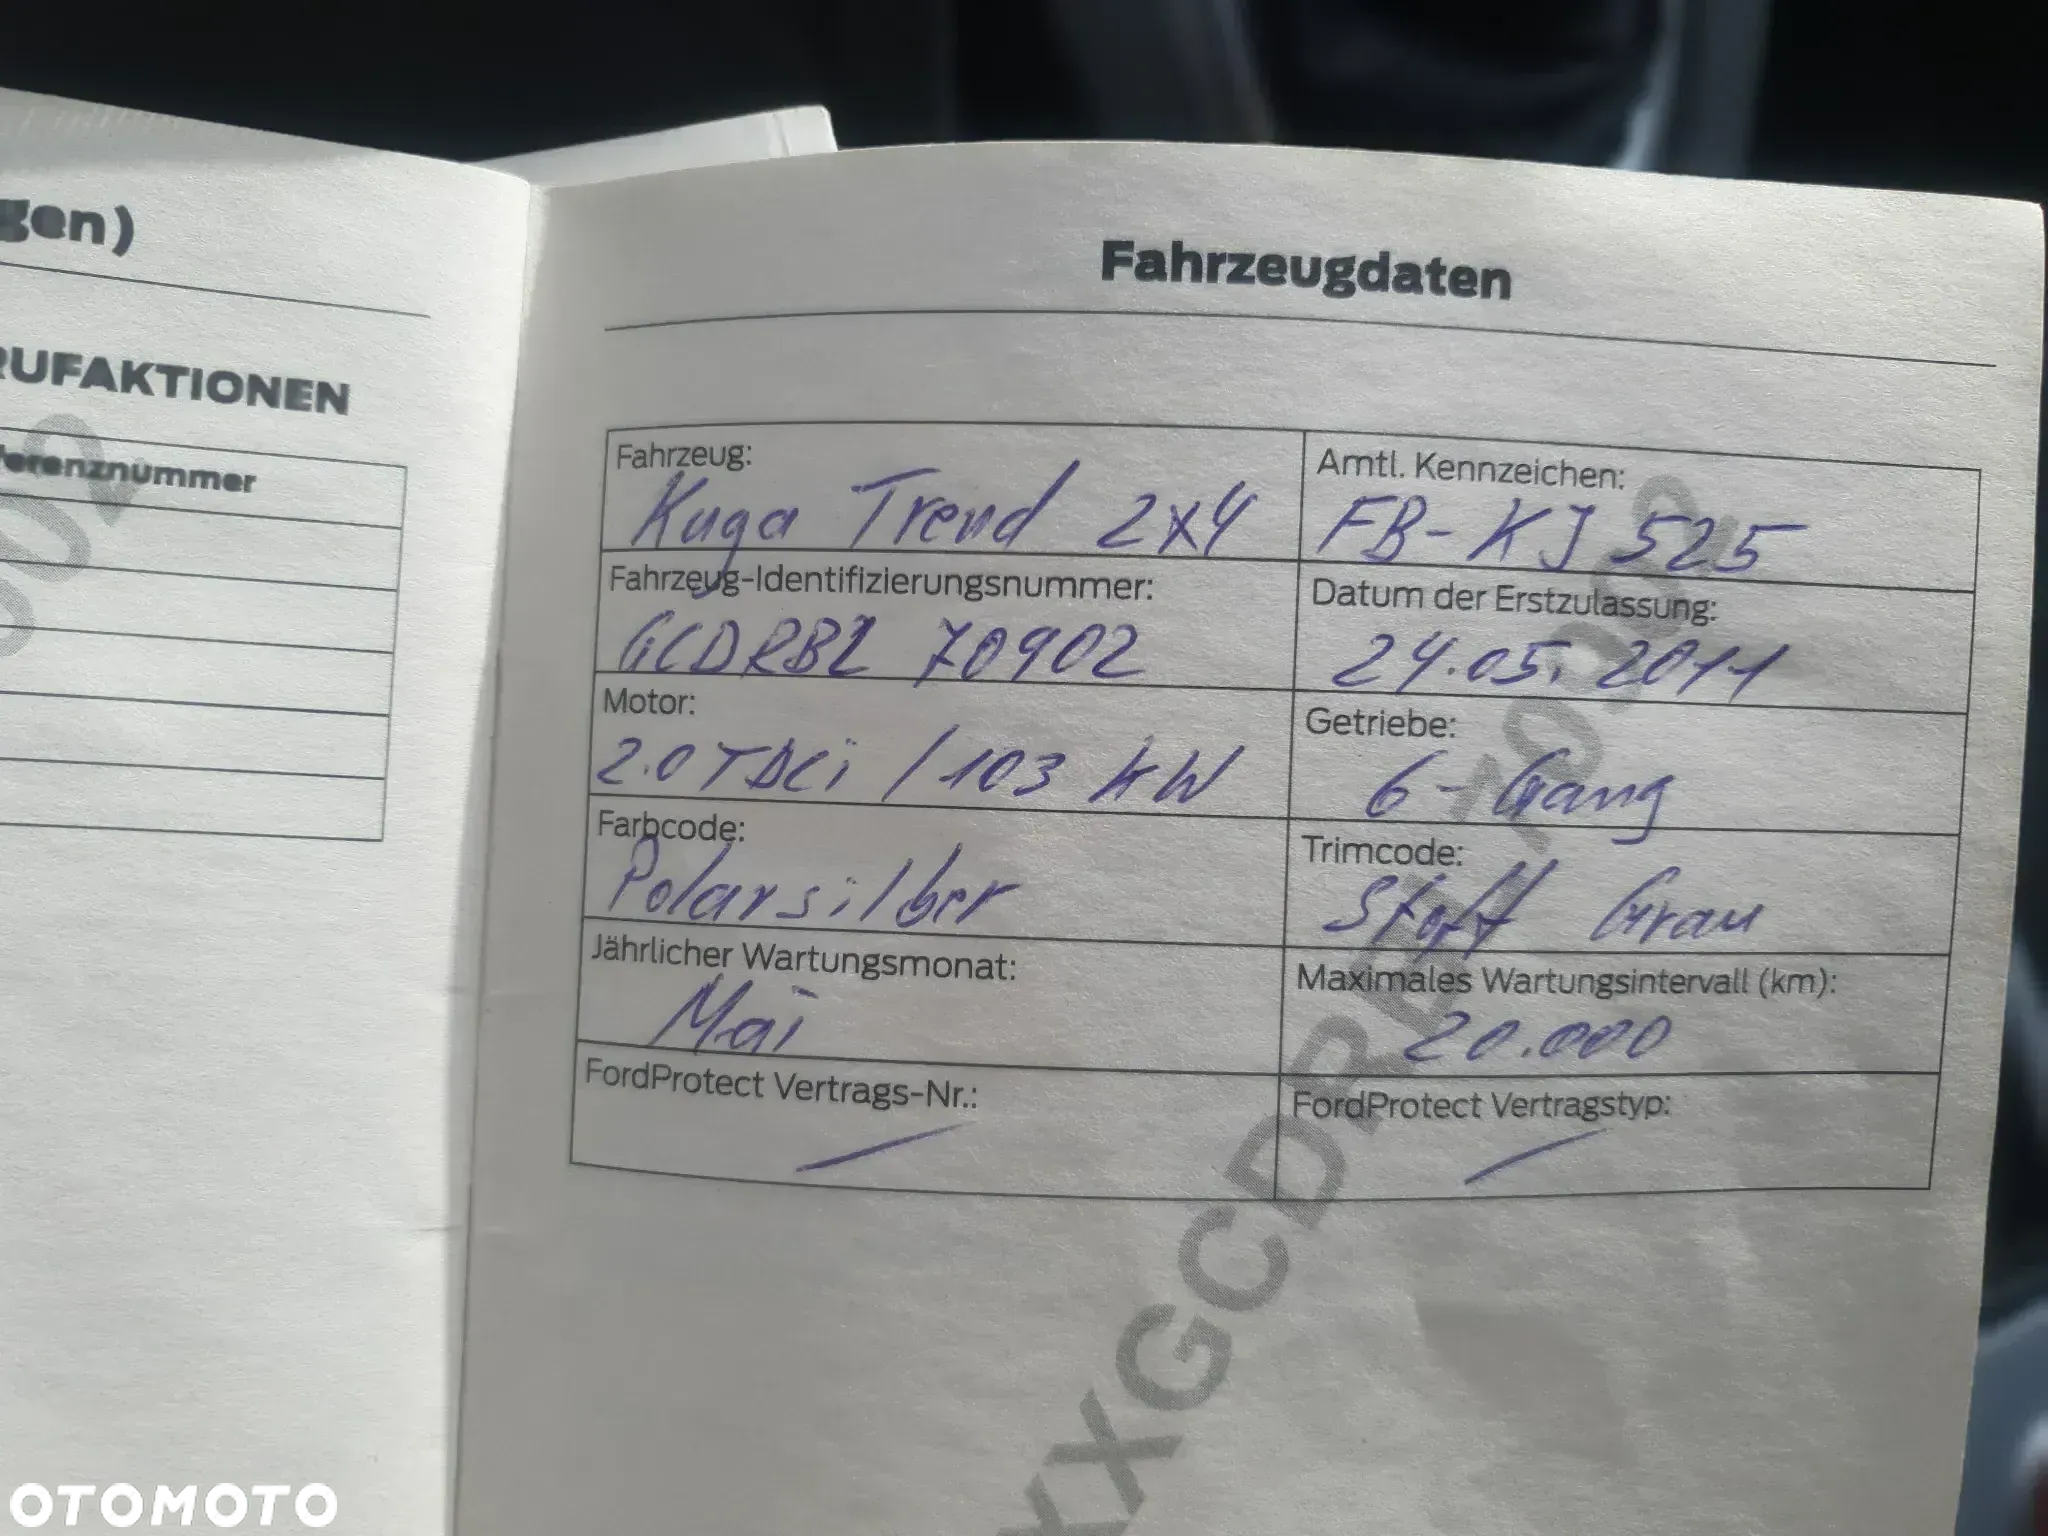 gen)
RUFAKTIONEN
ferenznummer
Fahrzeugdaten
Fahrzeug:
Kuga Trend 2x4
Amtl. Kennzeichen:
FB-KJ 525
Fahrzeug-Identifizierungsnummer:
GCDRBL 70902
Datum der Erstzulassung:
24.05.2011
Motor:
2.0 TDCi / 103 KW
Getriebe:
6-Gang
Farbcode:
Polarsilber
Trimcode:
Stoff Grau
Jährlicher Wartungsmonat:
Mai
Maximales Wartungsintervall (km):
20.000
FordProtect Vertrags-Nr.:
/
FordProtect Vertragstyp:
/
OTOMOTO